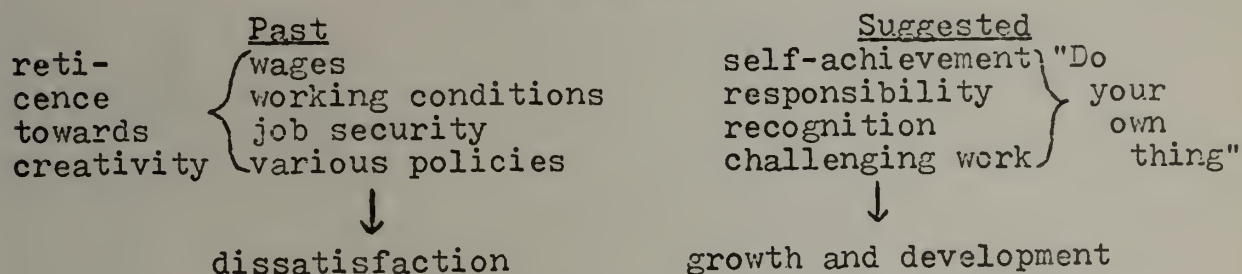 Past
reti-
cence
towards
creativity
wages
working conditions
job security
various policies
dissatisfaction
Suggested
self-achievement
responsibility
recognition
challenging work
"Do
your
own
thing"
growth and development